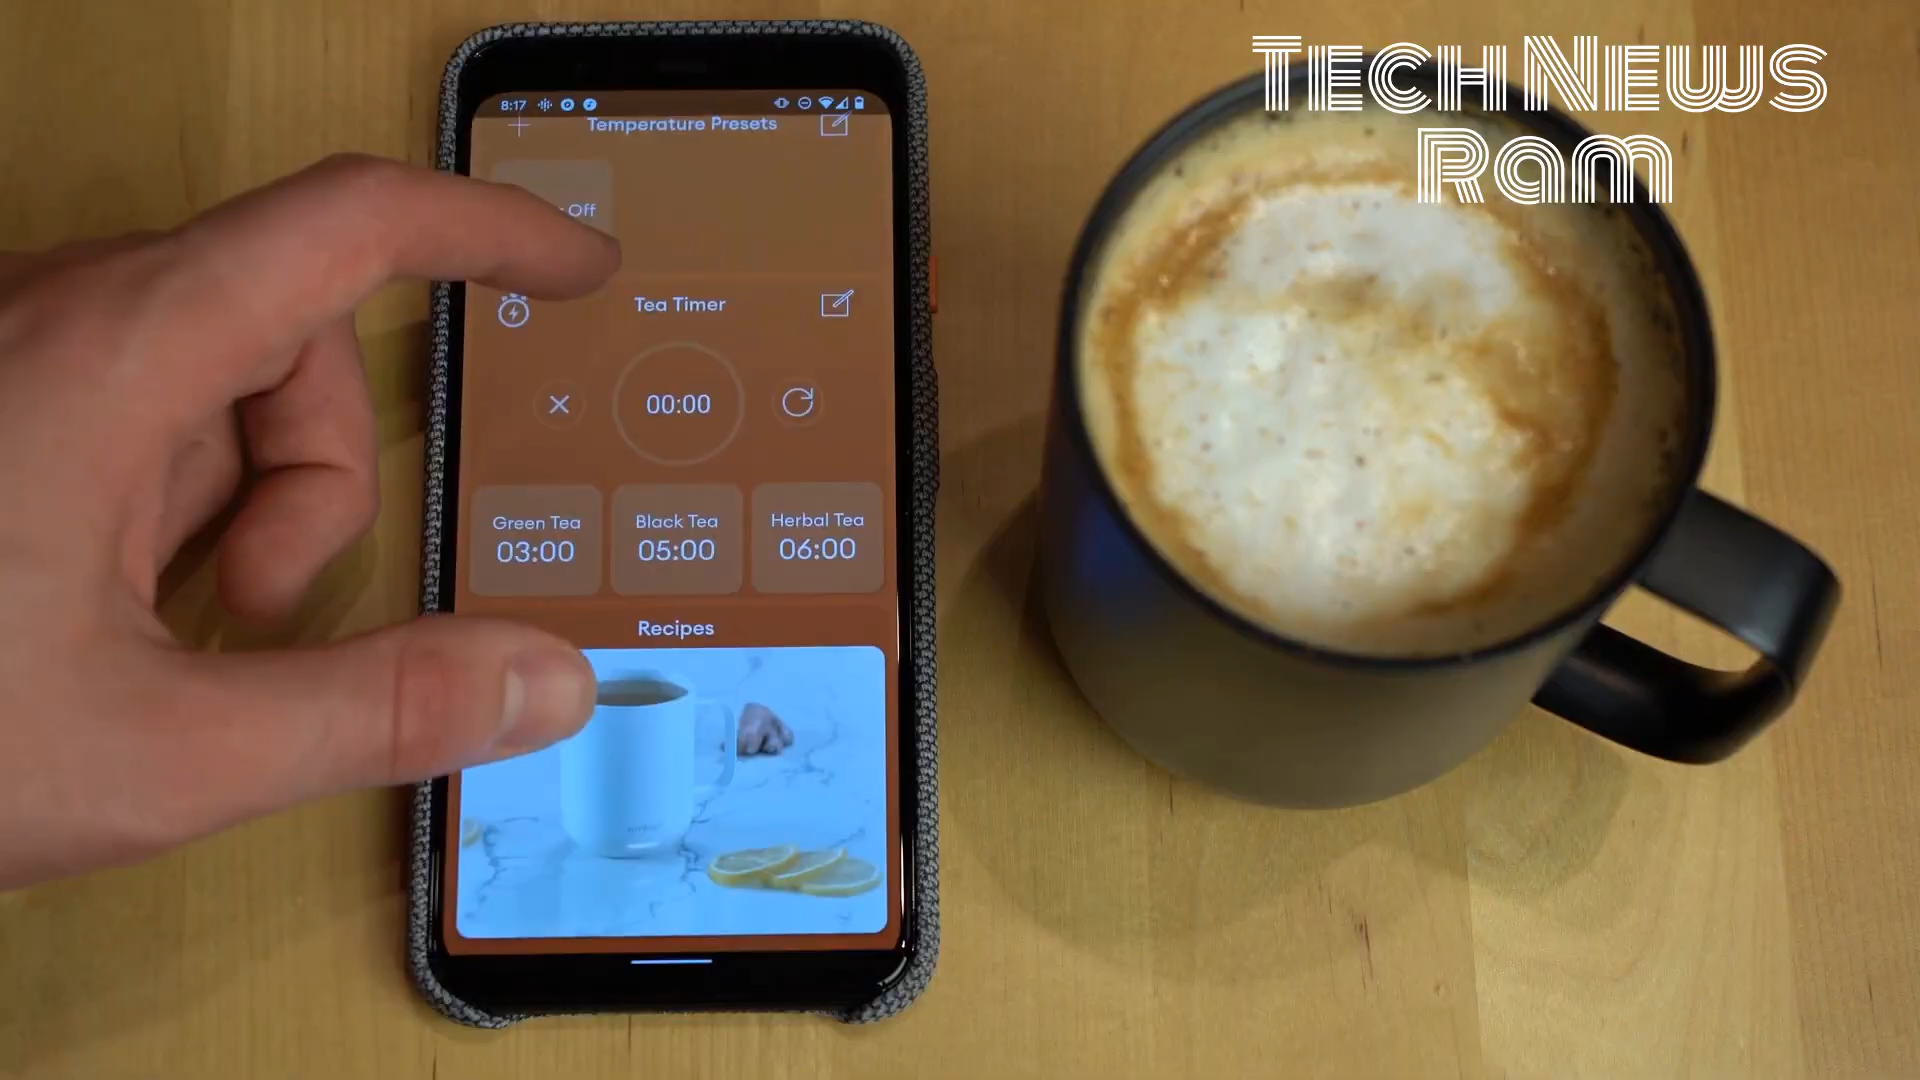 TECH NEWS
Ram
8:17
Temperature Presets
Off
Tea Timer
00:00
Green Tea
03:00
Black Tea
05:00
Herbal Tea
06:00
Recipes